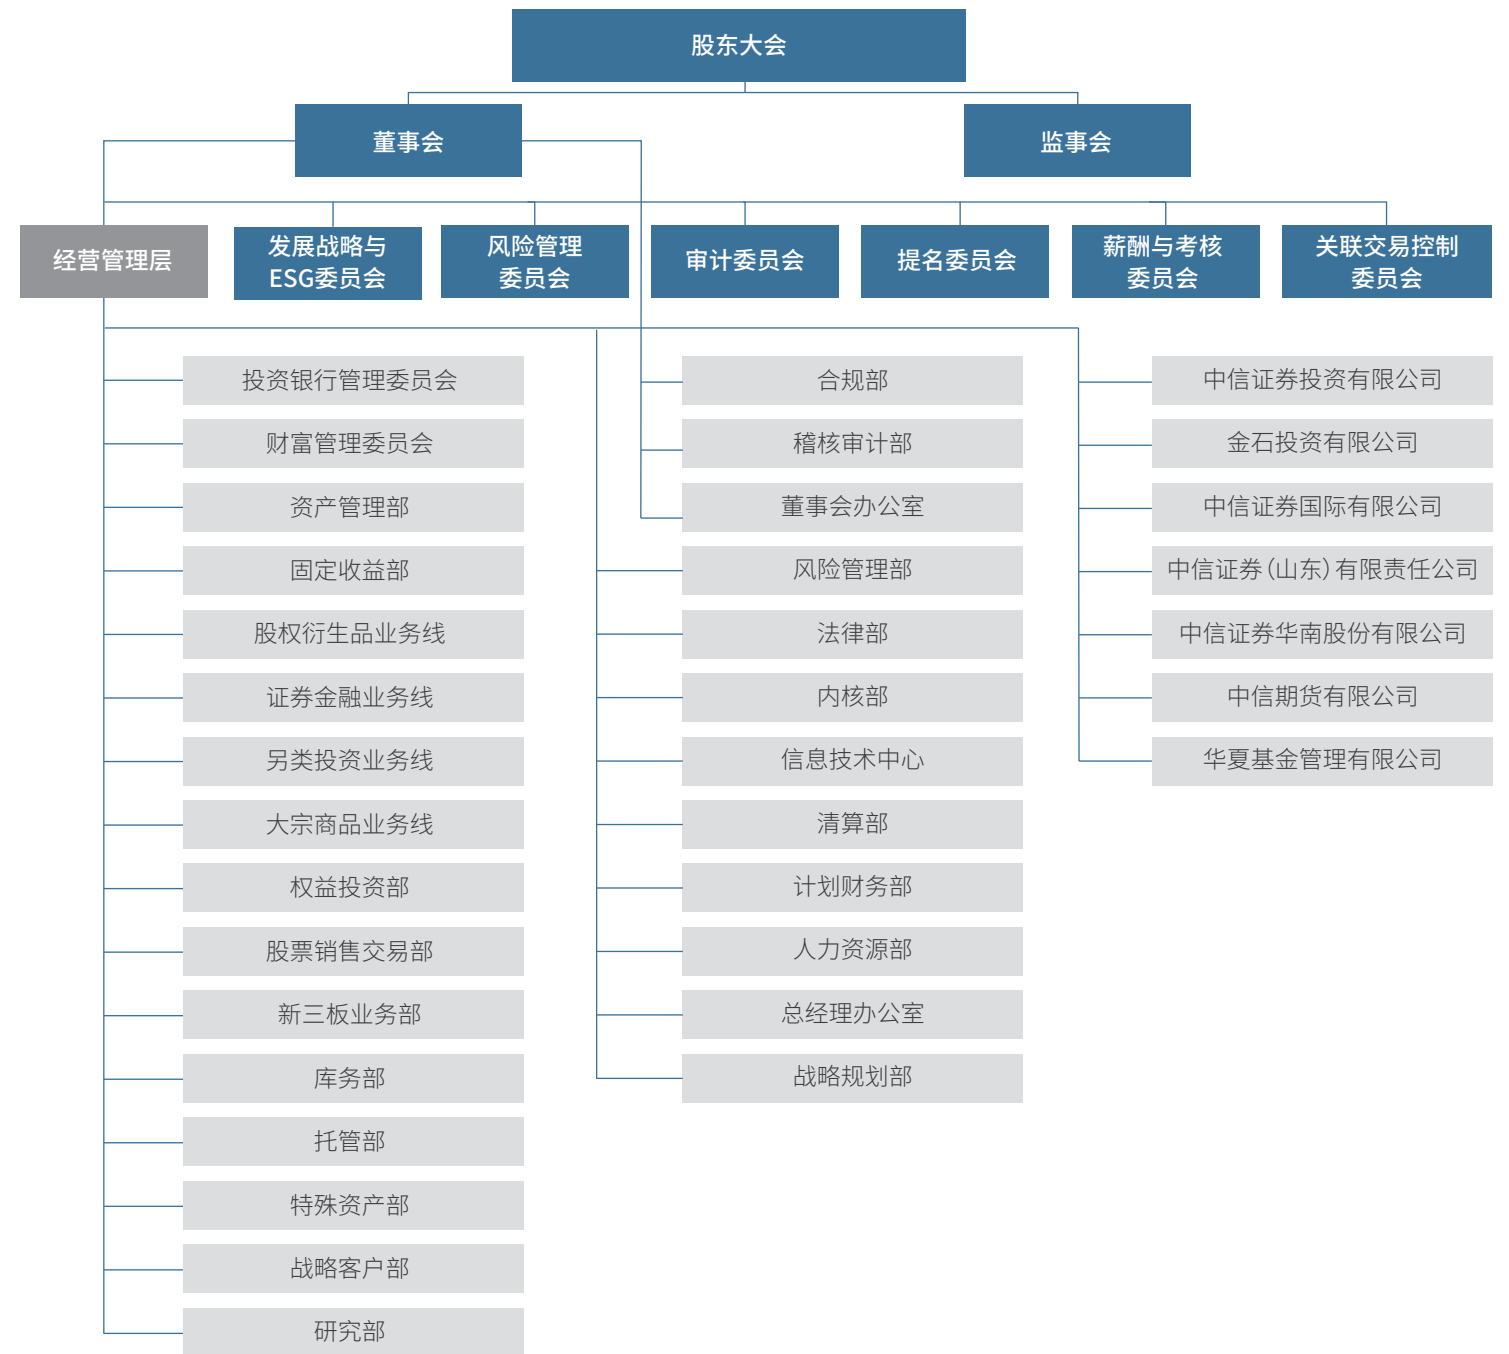 股东大会
董事会
监事会
经营管理层
发展战略与
ESG委员会
风险管理
委员会
审计委员会
提名委员会
薪酬与考核
委员会
关联交易控制
委员会
投资银行管理委员会
财富管理委员会
资产管理部
固定收益部
股权衍生品业务线
证券金融业务线
另类投资业务线
大宗商品业务线
权益投资部
股票销售交易部
新三板业务部
库务部
托管部
特殊资产部
战略客户部
研究部
合规部
稽核审计部
董事会办公室
风险管理部
法律部
内核部
信息技术中心
清算部
计划财务部
人力资源部
总经理办公室
战略规划部
中信证券投资有限公司
金石投资有限公司
中信证券国际有限公司
中信证券(山东)有限责任公司
中信证券华南股份有限公司
中信期货有限公司
华夏基金管理有限公司